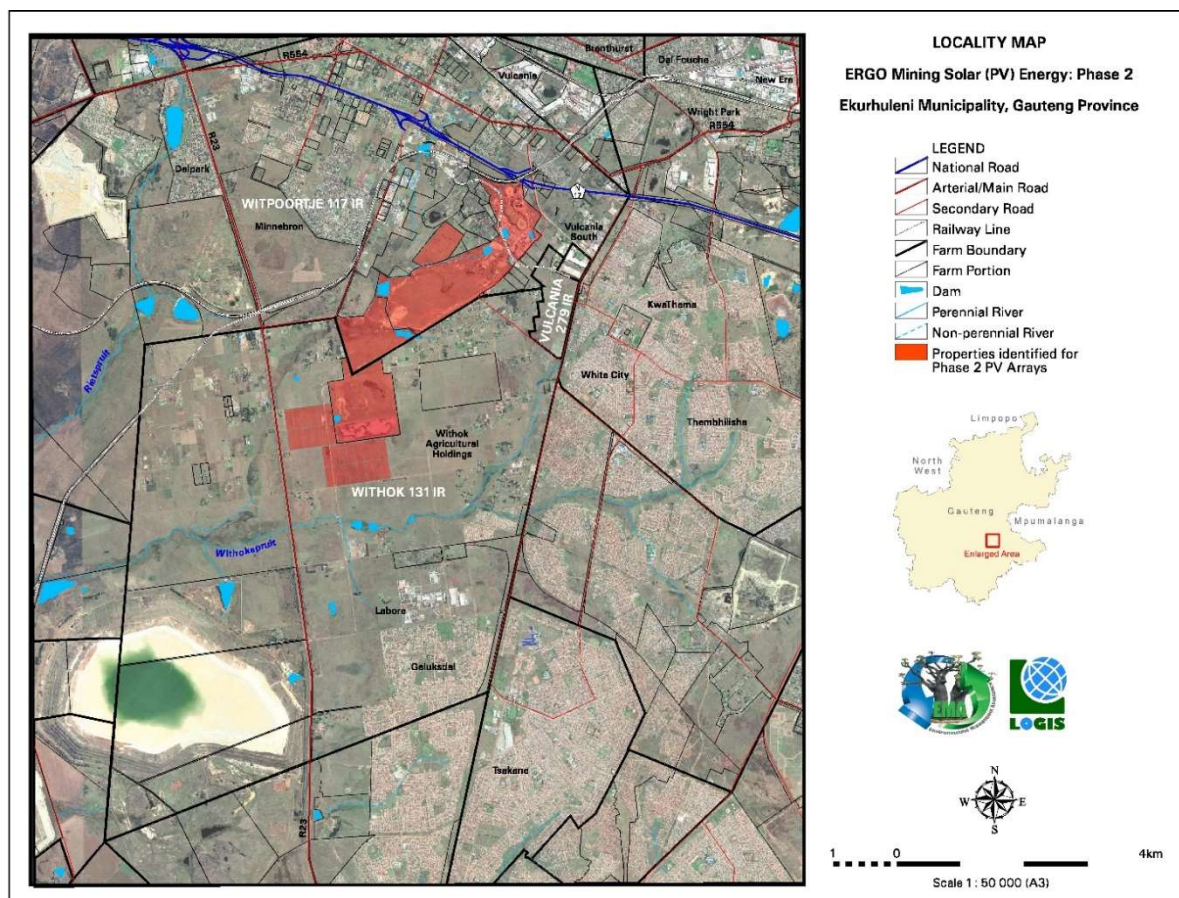 LOCALITY MAP
ERGO Mining Solar (PV) Energy: Phase 2
Ekurhuleni Municipality, Gauteng Province
LEGEND
National Road
Arterial/Main Road
Secondary Road
Railway Line
Farm Boundary
Farm Portion
Dam
Perennial River
Non-perennial River
Properties identified for
Phase 2 PV Arrays
R554
Brenthurst
Dal Fouche
Vulcania
New Era
Wright Park
R554
R23
Dalpark
N
17
WITPOORTJE 117 IR
Minnebron
Vulcania
South
VULCANIA
279 IR
KwaThema
Rietspruit
White City
Thembhilisha
Withok
Agricultural
Holdings
WITHOK 131 IR
Withokspruit
Labore
Geluksdal
Tsakane
R23
Limpopo
North
West
Gauteng
Mpumalanga
Enlarged Area
EMA
LOGIS
N
W
E
S
1
0
4km
Scale 1 : 50 000 (A3)